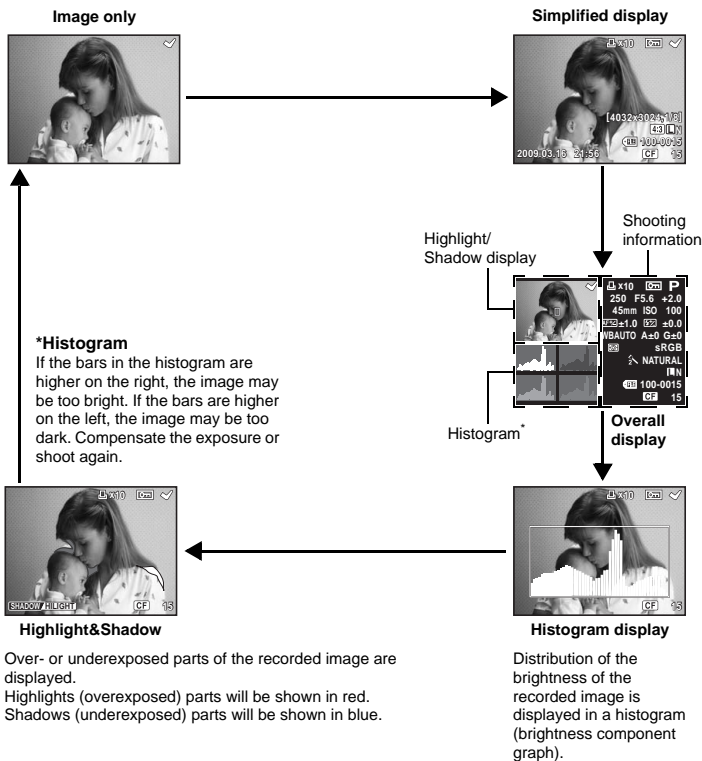 Image only
Simplified display
x10
[4032x3024,1/8]
4:3 N
100-0015
2009.03.16 21:56 CF 15
Shooting
information
Highlight/
Shadow display
x10 P
250 F5.6 +2.0
45mm ISO 100
±1.0 ±0.0
WBAUTO A±0 G±0
sRGB
NATURAL
N
100-0015
CF 15
Overall
display
Histogram*
*Histogram
If the bars in the histogram are
higher on the right, the image may
be too bright. If the bars are higher
on the left, the image may be too
dark. Compensate the exposure or
shoot again.
x10
SHADOW/HILIGHT CF 15
Highlight&Shadow
x10
CF 15
Histogram display
Over- or underexposed parts of the recorded image are
displayed.
Highlights (overexposed) parts will be shown in red.
Shadows (underexposed) parts will be shown in blue.
Distribution of the
brightness of the
recorded image is
displayed in a histogram
(brightness component
graph).